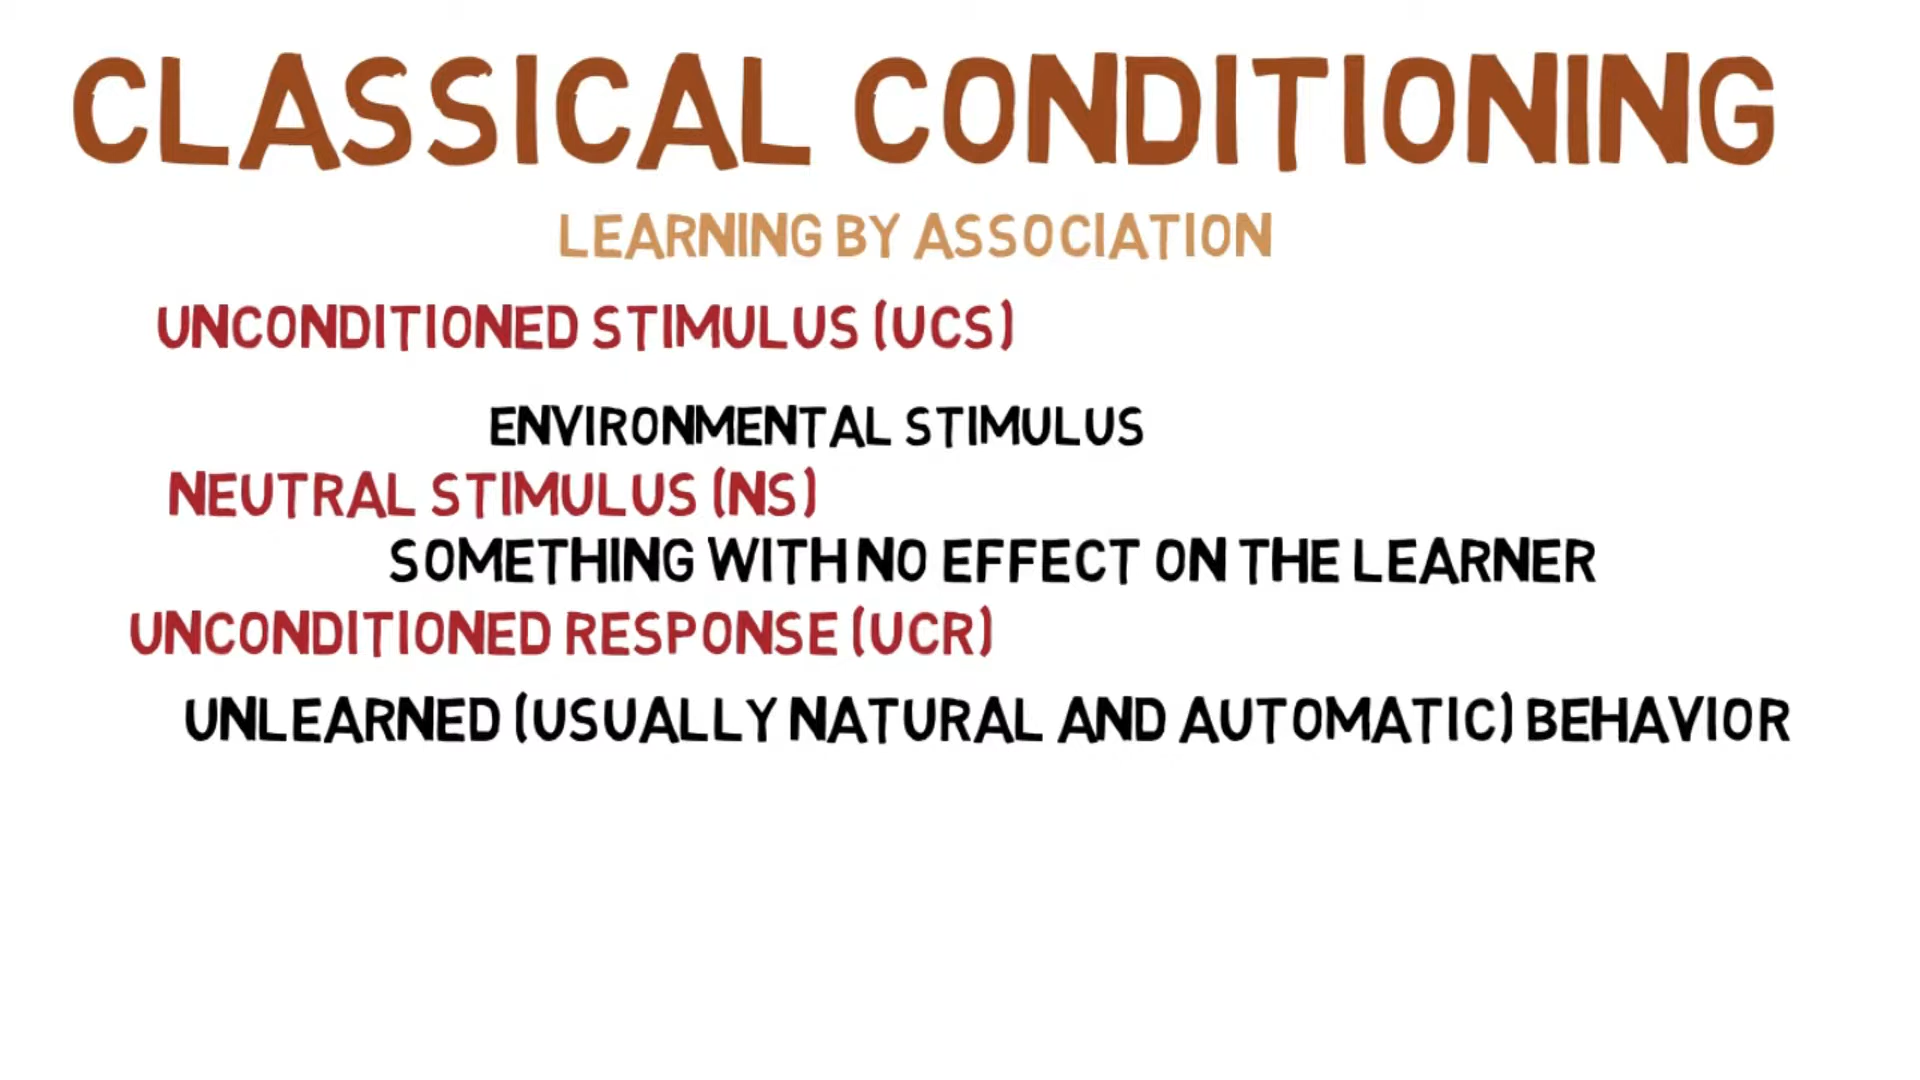 CLASSICAL CONDITIONING
LEARNING BY ASSOCIATION
UNCONDITIONED STIMULUS (UCS)
ENVIRONMENTAL STIMULUS
NEUTRAL STIMULUS (NS)
SOMETHING WITH NO EFFECT ON THE LEARNER
UNCONDITIONED RESPONSE (UCR)
UNLEARNED (USUALLY NATURAL AND AUTOMATIC) BEHAVIOR